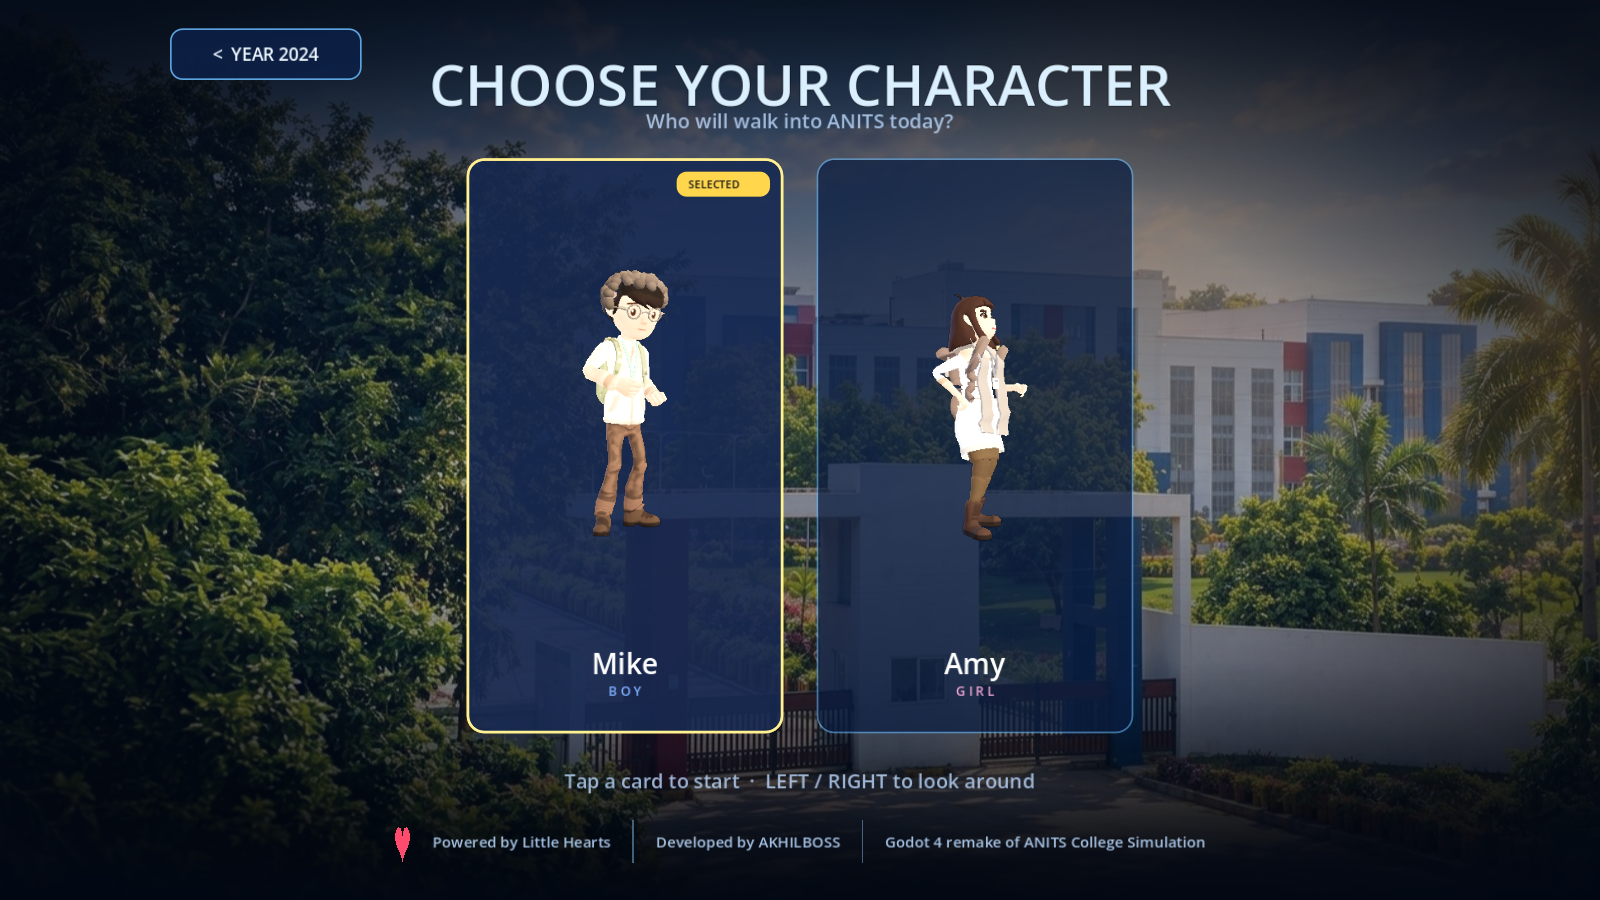 < YEAR 2024
CHOOSE YOUR CHARACTER
Who will walk into ANITS today?
SELECTED
Mike
BOY
Amy
GIRL
Tap a card to start · LEFT / RIGHT to look around
Powered by Little Hearts
Developed by AKHILBOSS
Godot 4 remake of ANITS College Simulation